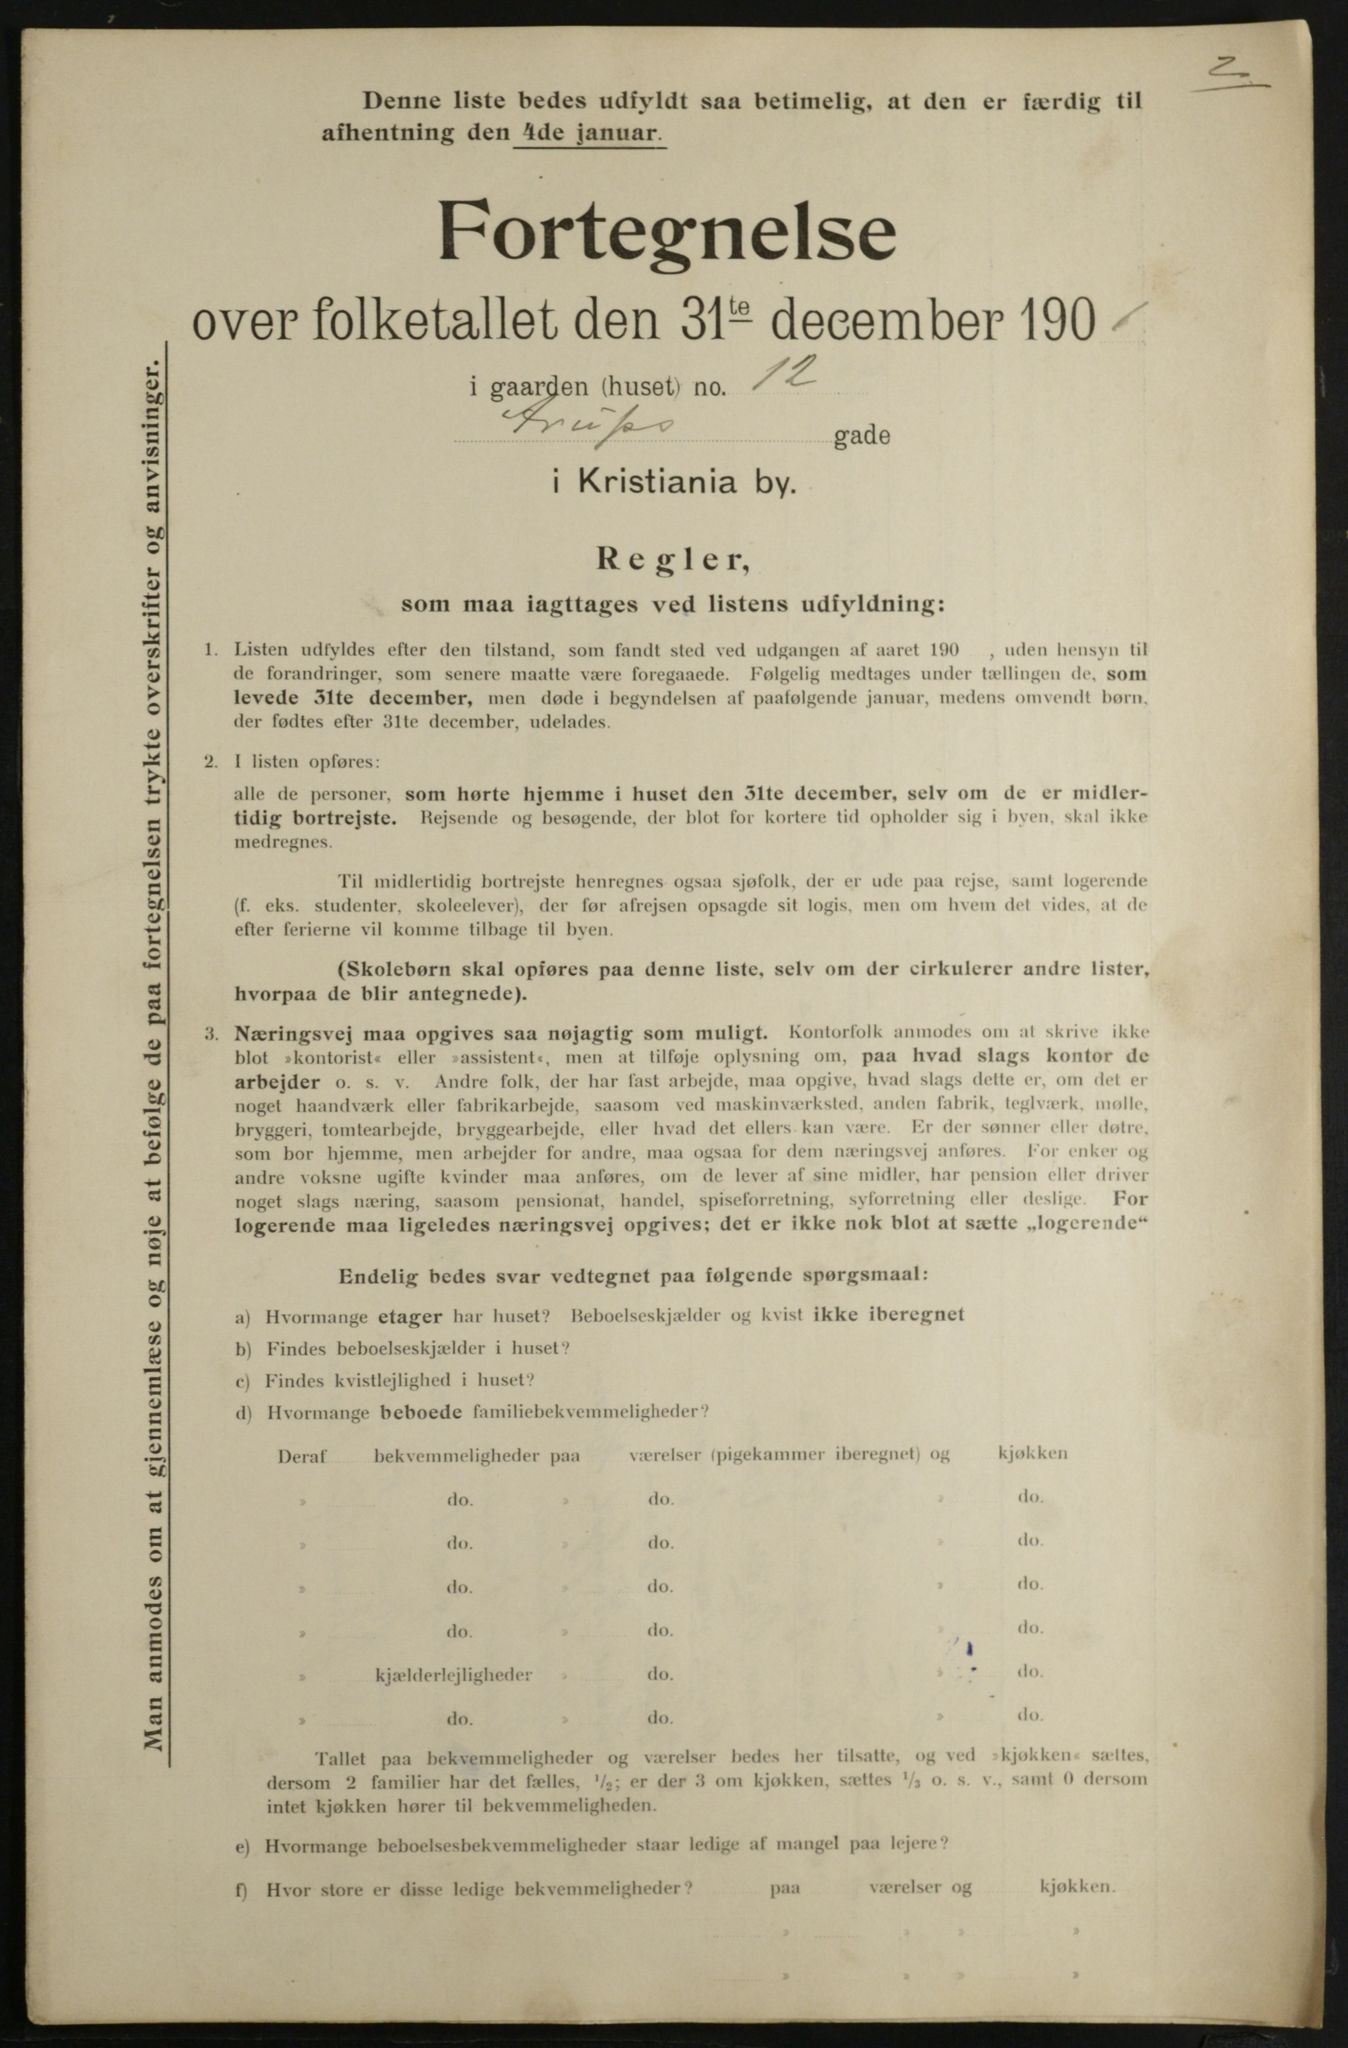 2
Denne liste bedes udfyldt saa betimelig, at den er færdig til
afhentning den 4de januar.
Fortegnelse
over folketallet den 31te december 1901
i gaarden (huset) no. 12
Arups gade
i Kristiania by.
Regler,
som maa iagttages ved listens udfyldning:
1. Listen udfyldes efter den tilstand, som fandt sted ved udgangen af aaret 190 , uden hensyn til
de forandringer, som senere maatte være foregaaede. Følgelig medtages under tællingen de, som
levede 31te december, men døde i begyndelsen af paafølgende januar, medens omvendt børn,
der fødtes efter 31te december, udelades.
2. I listen opføres:
alle de personer, som hørte hjemme i huset den 31te december, selv om de er midler-
tidig bortrejste. Rejsende og besøgende, der blot for kortere tid opholder sig i byen, skal ikke
medregnes.
Til midlertidig bortrejste henregnes ogsaa sjøfolk, der er ude paa rejse, samt logerende
(f. eks. studenter, skoleelever), der før afrejsen opsagde sit logis, men om hvem det vides, at de
efter ferierne vil komme tilbage til byen.
(Skolebørn skal opføres paa denne liste, selv om der cirkulerer andre lister,
hvorpaa de blir antegnede).
3. Næringsvej maa opgives saa nøjagtig som muligt. Kontorfolk anmodes om at skrive ikke
blot »kontorist« eller »assistent«, men at tilføje oplysning om, paa hvad slags kontor de
arbejder o. s. v. Andre folk, der har fast arbejde, maa opgive, hvad slags dette er, om det er
noget haandværk eller fabrikarbejde, saasom ved maskinværksted, anden fabrik, teglværk, mølle,
bryggeri, tomtearbejde, bryggearbejde, eller hvad det ellers kan være. Er der sønner eller døtre,
som bor hjemme, men arbejder for andre, maa ogsaa for dem næringsvej anføres. For enker og
andre voksne ugifte kvinder maa anføres, om de lever af sine midler, har pension eller driver
noget slags næring, saasom pensionat, handel, spiseforretning, syforretning eller deslige. For
logerende maa ligeledes næringsvej opgives; det er ikke nok blot at sætte „logerende“
Endelig bedes svar vedtegnet paa følgende spørgsmaal:
a) Hvormange etager har huset? Beboelseskjælder og kvist ikke iberegnet
b) Findes beboelseskjælder i huset?
c) Findes kvistlejlighed i huset?
d) Hvormange beboede familiebekvemmeligheder?
Deraf bekvemmeligheder paa værelser (pigekammer iberegnet) og kjøkken
» do. » do. » do.
» do. » do. » do.
» do. » do. » do.
» do. » do. » do.
» kjælderlejligheder » do. » do.
» do. » do. » do.
Tallet paa bekvemmeligheder og værelser bedes her tilsatte, og ved »kjøkken« sættes,
dersom 2 familier har det fælles, 1/2; er der 3 om kjøkken, sættes 1/3 o. s. v., samt 0 dersom
intet kjøkken hører til bekvemmeligheden.
e) Hvormange beboelsesbekvemmeligheder staar ledige af mangel paa lejere?
f) Hvor store er disse ledige bekvemmeligheder? paa værelser og kjøkken.
» » » »
» » » »
Man anmodes om at gjennemlæse og nøje at befølge de paa fortegnelsen trykte overskrifter og anvisninger.